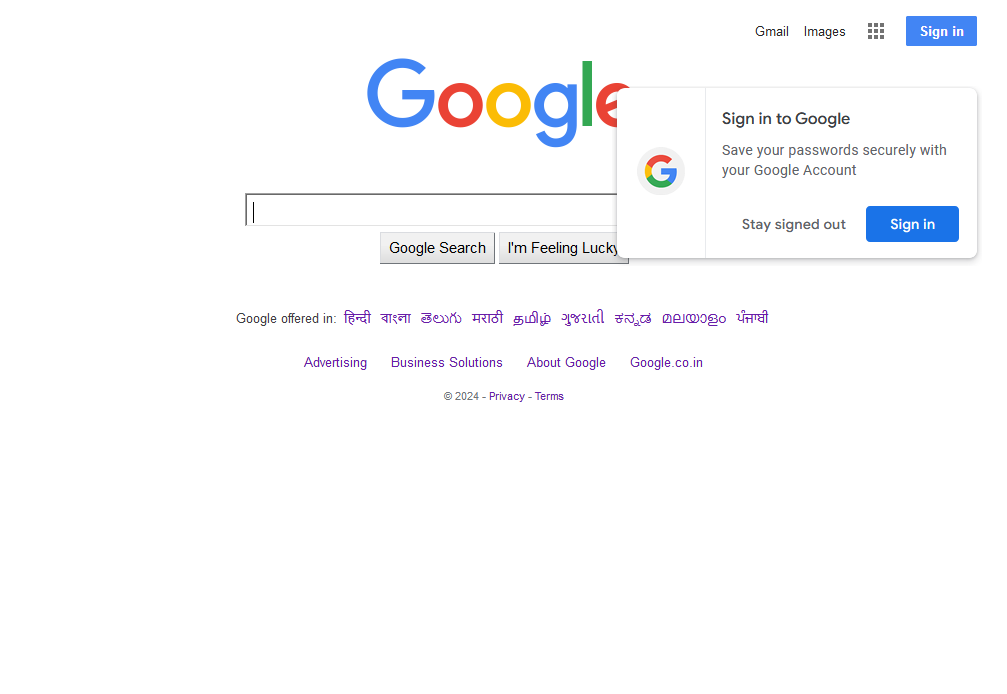 Gmail Images Sign in
Google
Sign in to Google
Save your passwords securely with
your Google Account
Stay signed out Sign in
Google Search I'm Feeling Lucky
Google offered in: हिन्दी বাংলা తెలుగు मराठी தமிழ் ગુજરાતી ಕನ್ನಡ മലയാളം ਪੰਜਾਬੀ
Advertising Business Solutions About Google Google.co.in
© 2024 - Privacy - Terms